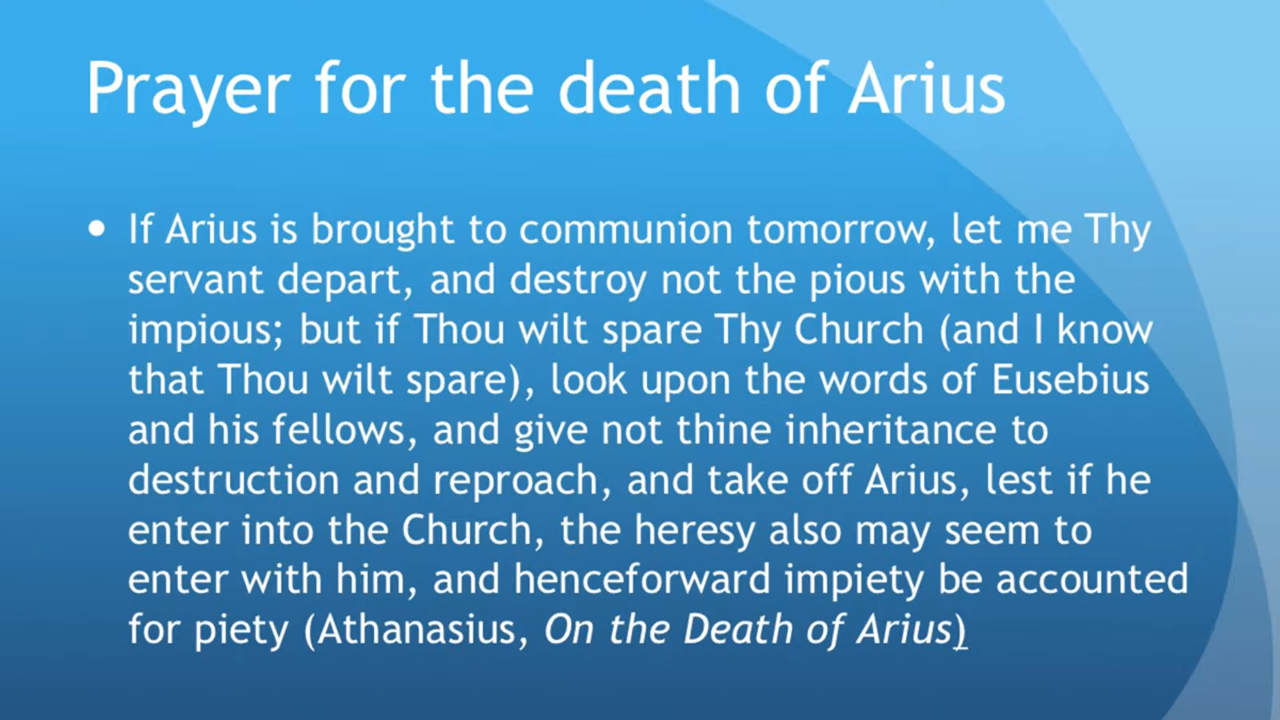 Prayer for the death of Arius
• If Arius is brought to communion tomorrow, let me Thy
servant depart, and destroy not the pious with the
impious; but if Thou wilt spare Thy Church (and I know
that Thou wilt spare), look upon the words of Eusebius
and his fellows, and give not thine inheritance to
destruction and reproach, and take off Arius, lest if he
enter into the Church, the heresy also may seem to
enter with him, and henceforward impiety be accounted
for piety (Athanasius, On the Death of Arius)